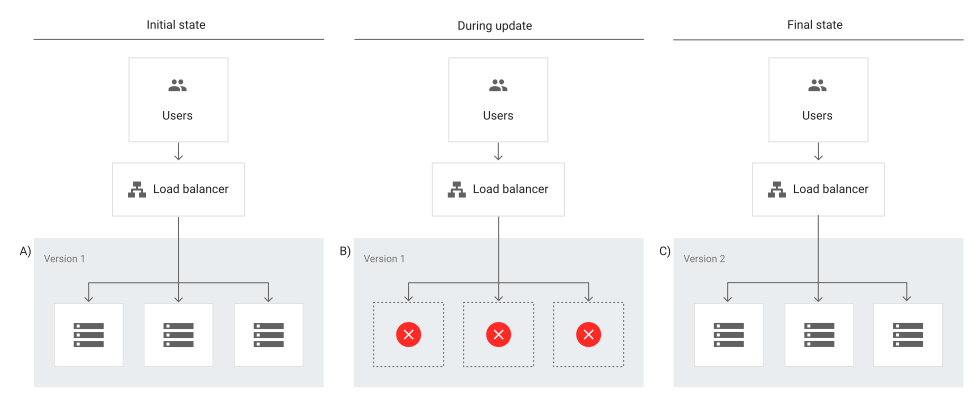 Initial state
During update
Final state
Users
Users
Users
Load balancer
Load balancer
Load balancer
A)
Version 1
B)
Version 1
C)
Version 2